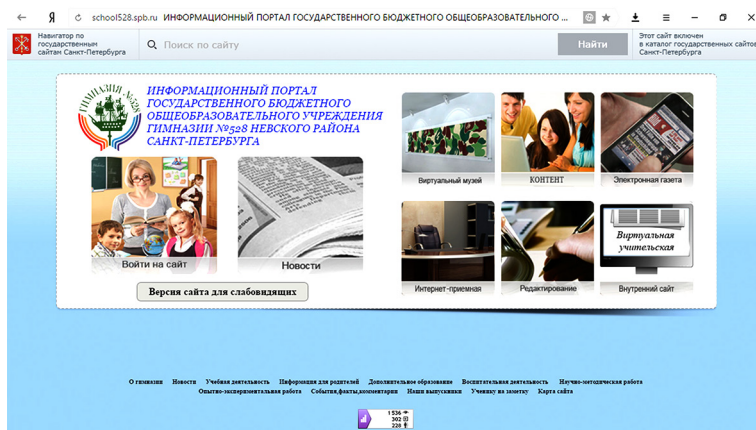 school528.spb.ru ИНФОРМАЦИОННЫЙ ПОРТАЛ ГОСУДАРСТВЕННОГО БЮДЖЕТНОГО ОБЩЕОБРАЗОВАТЕЛЬНОГО ...
Навигатор по
государственным
сайтам Санкт-Петербурга
Поиск по сайту
Найти
Этот сайт включен
в каталог государственных сайтов
Санкт-Петербурга
ГИМНАЗИЯ №528
ИНФОРМАЦИОННЫЙ ПОРТАЛ
ГОСУДАРСТВЕННОГО БЮДЖЕТНОГО
ОБЩЕОБРАЗОВАТЕЛЬНОГО УЧРЕЖДЕНИЯ
ГИМНАЗИИ №528 НЕВСКОГО РАЙОНА
САНКТ-ПЕТЕРБУРГА
Войти на сайт
Новости
Версия сайта для слабовидящих
Виртуальный музей
КОНТЕНТ
Электронная газета
Интернет-приемная
Редактирование
Виртуальная
учительская
Внутренний сайт
О гимназии Новости Учебная деятельность Информация для родителей Дополнительное образование Воспитательная деятельность Научно-методическая работа
Опытно-экспериментальная работа События,факты,комментарии Наши выпускники Ученику на заметку Карта сайта
1 536
302
228